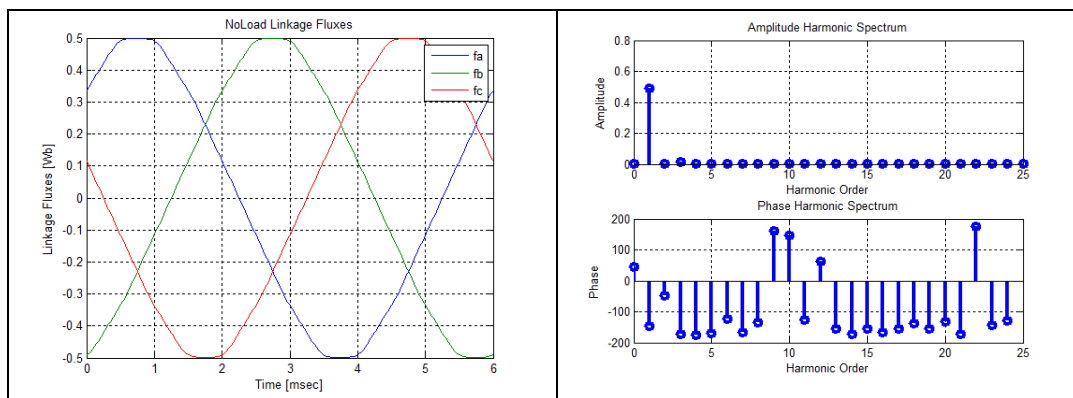 NoLoad Linkage Fluxes
Linkage Fluxes [Wb]
0.5
0.4
0.3
0.2
0.1
0
-0.1
-0.2
-0.3
-0.4
-0.5
fa
fb
fc
0 1 2 3 4 5 6
Time [msec]
Amplitude Harmonic Spectrum
Amplitude
0.8
0.6
0.4
0.2
0
0 5 10 15 20 25
Harmonic Order
Phase Harmonic Spectrum
Phase
200
100
0
-100
-200
0 5 10 15 20 25
Harmonic Order